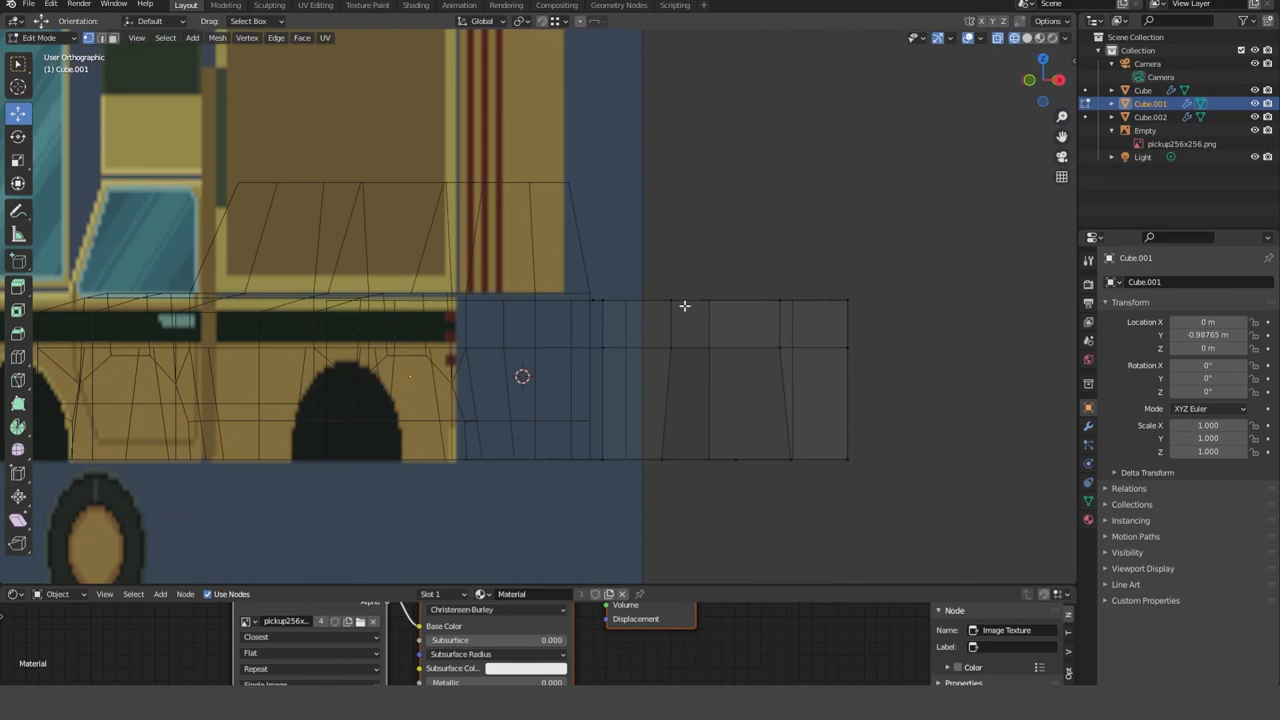 File Edit Render Window Help Layout Modeling Sculpting UV Editing Texture Paint Shading Animation Rendering Compositing Geometry Nodes Scripting Scene View Layer
Orientation: Default Drag: Select Box Global X Y Z Options
Edit Mode View Select Add Mesh Vertex Edge Face UV
User Orthographic
(1) Cube.001
Z
X
Scene Collection
Collection
Camera
Camera
Cube
Cube.001
Cube.002
Empty
pickup256x256.png
Light
Cube.001
Cube.001
Transform
Location X 0 m
Y -0.98765 m
Z 0 m
Rotation X 0°
Y 0°
Z 0°
Mode XYZ Euler
Scale X 1.000
Y 1.000
Z 1.000
Delta Transform
Relations
Collections
Instancing
Motion Paths
Visibility
Viewport Display
Line Art
Custom Properties
Object View Select Add Node Use Nodes Slot 1 Material 3
Alpha
pickup256x... 4
Closest
Flat
Repeat
Single Image
Christensen-Burley
Base Color
Subsurface 0.000
Subsurface Radius
Subsurface Col...
Metallic 0.000
Volume
Displacement
Material
Node
Name: Image Texture
Label:
Color
Properties
N
T
V
Opt